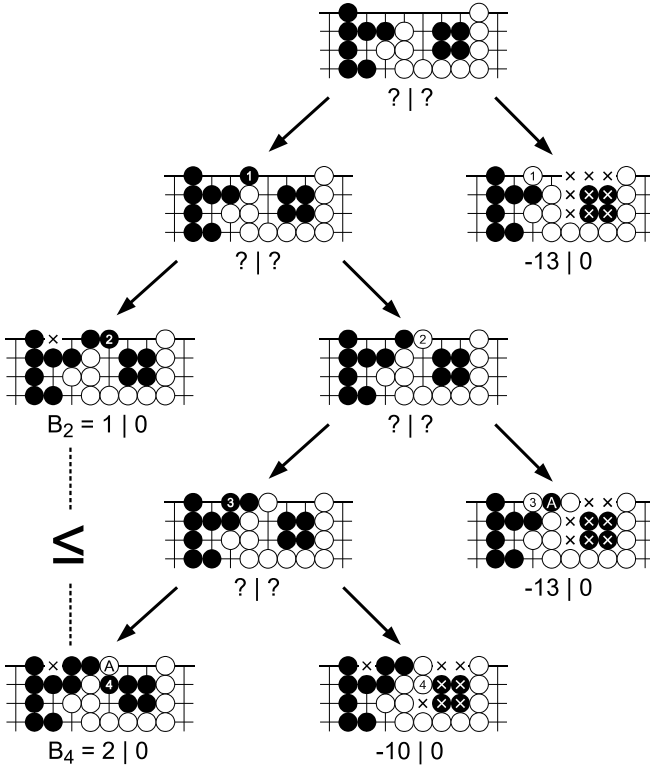 ? | ?
1
1
? | ?
-13 | 0
2
2
B2 = 1 | 0
? | ?
3
3 A
≤
? | ?
-13 | 0
A
4
4
B4 = 2 | 0
-10 | 0